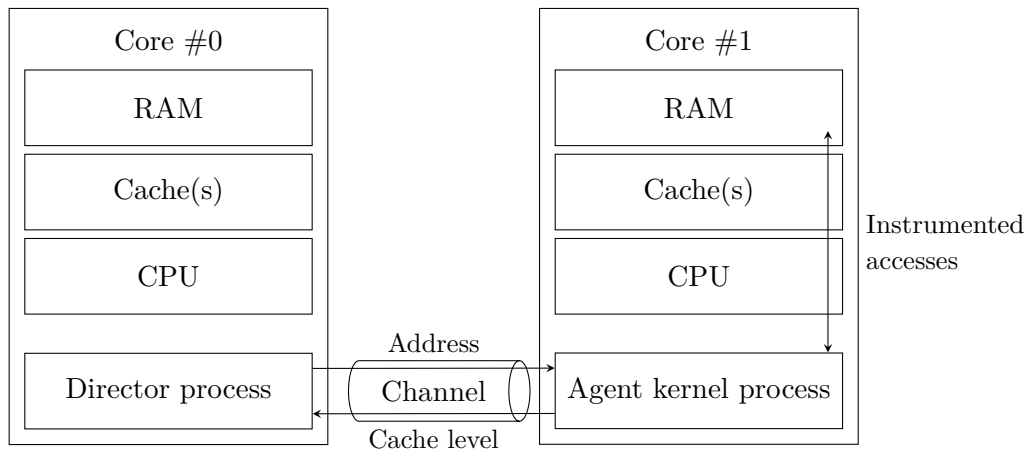 Core #0
RAM
Cache(s)
CPU
Director process
Address
Channel
Cache level
Core #1
RAM
Cache(s)
CPU
Agent kernel process
Instrumented
accesses